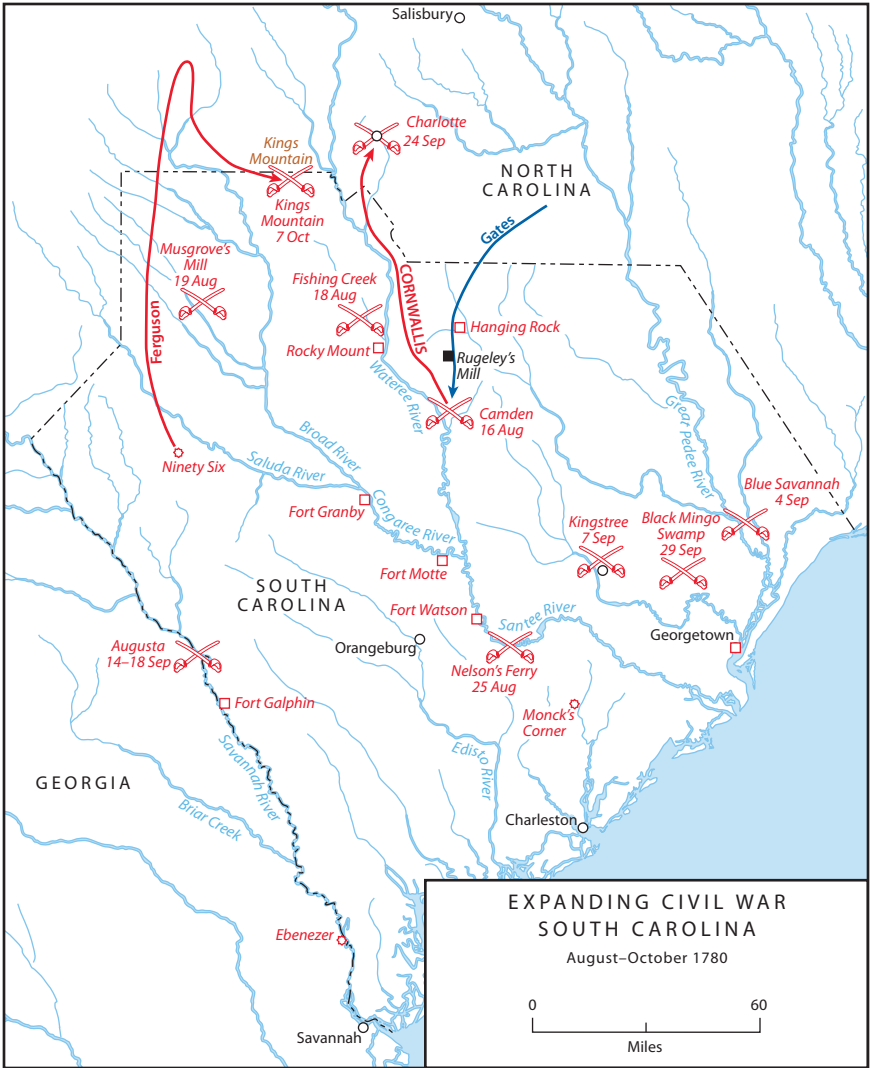 Salisbury
Charlotte
24 Sep
Kings
Mountain
NORTH
CAROLINA
Kings
Mountain
7 Oct
Gates
Musgrove's
Mill
19 Aug
Fishing Creek
18 Aug
CORNWALLIS
Ferguson
Hanging Rock
Rocky Mount
Rugeley's
Mill
Wateree River
Camden
16 Aug
Great Pedee River
Broad River
Ninety Six
Saluda River
Blue Savannah
4 Sep
Fort Granby
Congaree River
Kingstree
7 Sep
Black Mingo
Swamp
29 Sep
Fort Motte
SOUTH
CAROLINA
Fort Watson
Santee River
Georgetown
Orangeburg
Augusta
14–18 Sep
Nelson's Ferry
25 Aug
Fort Galphin
Monck's
Corner
Savannah River
Edisto River
GEORGIA
Briar Creek
Charleston
EXPANDING CIVIL WAR
SOUTH CAROLINA
August–October 1780
Ebenezer
0
60
Miles
Savannah